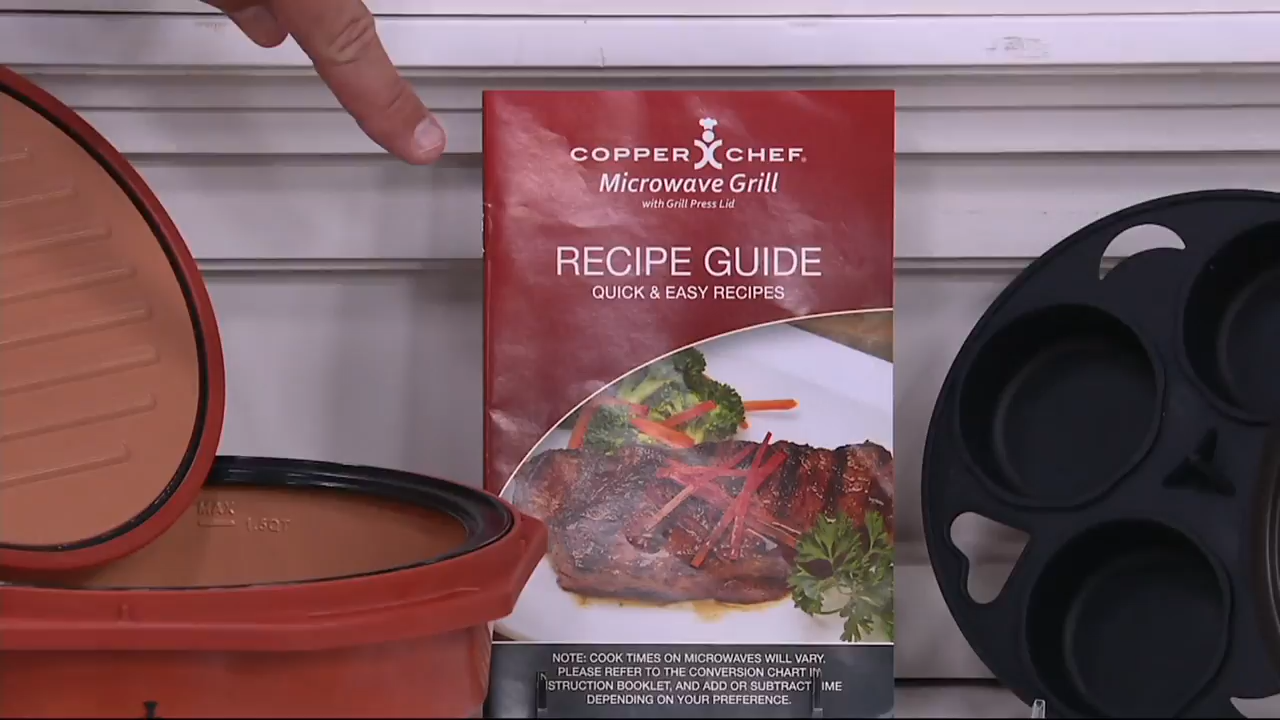 COPPER CHEF®
Microwave Grill
with Grill Press Lid
RECIPE GUIDE
QUICK & EASY RECIPES
MAX
1.5QT
NOTE: COOK TIMES ON MICROWAVES WILL VARY.
PLEASE REFER TO THE CONVERSION CHART IN
INSTRUCTION BOOKLET, AND ADD OR SUBTRACT TIME
DEPENDING ON YOUR PREFERENCE.